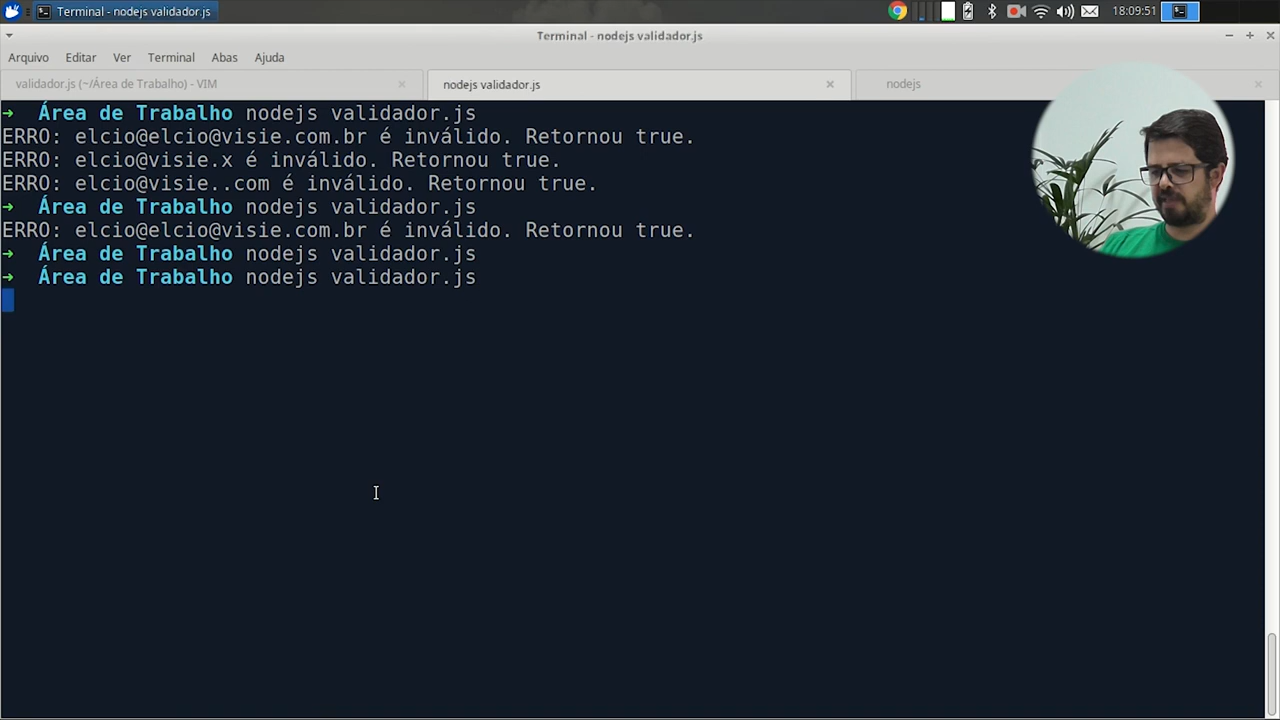 Terminal - nodejs validador.js
18:09:51
Terminal - nodejs validador.js
Arquivo Editar Ver Terminal Abas Ajuda
validador.js (~/Área de Trabalho) - VIM
nodejs validador.js
nodejs
→ Área de Trabalho nodejs validador.js
ERRO: elcio@elcio@visie.com.br é inválido. Retornou true.
ERRO: elcio@visie.x é inválido. Retornou true.
ERRO: elcio@visie..com é inválido. Retornou true.
→ Área de Trabalho nodejs validador.js
ERRO: elcio@elcio@visie.com.br é inválido. Retornou true.
→ Área de Trabalho nodejs validador.js
→ Área de Trabalho nodejs validador.js